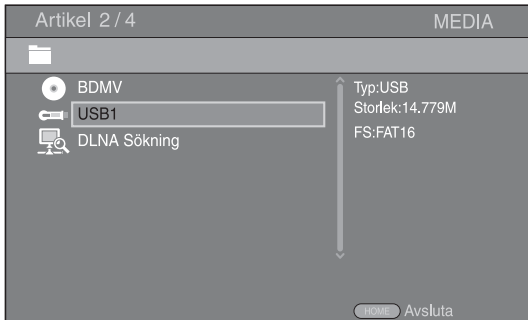 Artikel 2 / 4 MEDIA
BDMV
USB1
DLNA Sökning
Typ:USB
Storlek:14.779M
FS:FAT16
HOME Avsluta